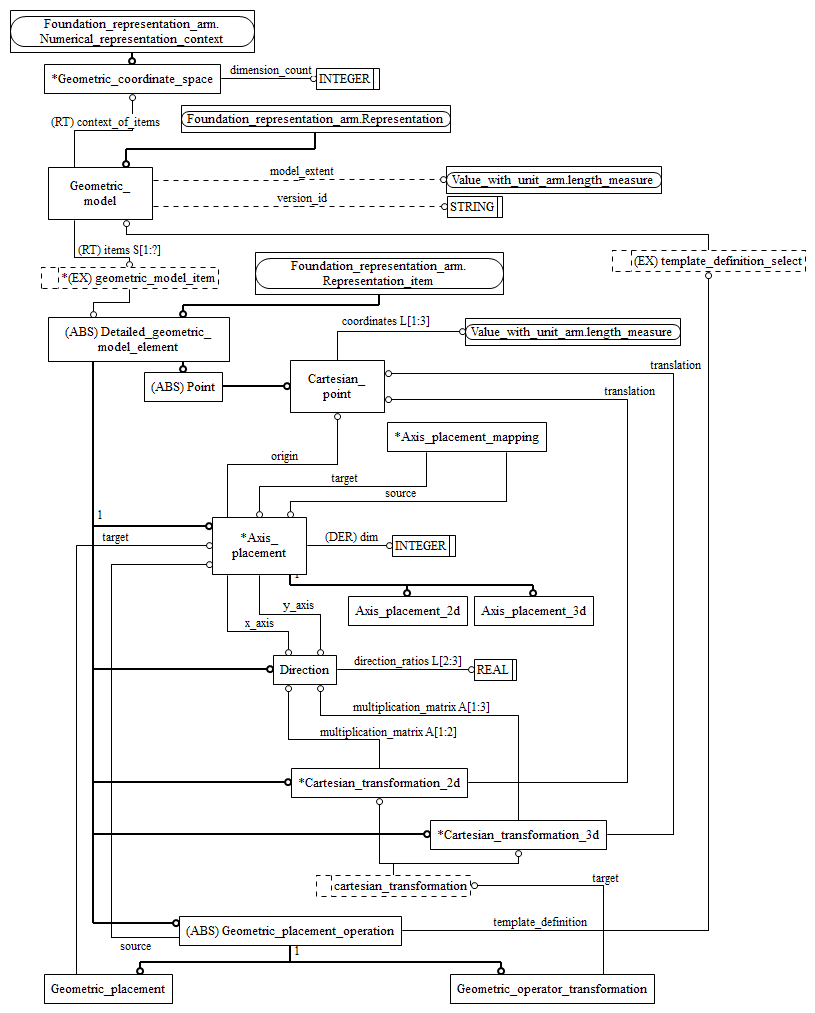 Foundation_representation_arm.
Numerical_representation_context
*Geometric_coordinate_space
dimension_count
INTEGER
(RT) context_of_items
Foundation_representation_arm.Representation
Geometric_
model
model_extent
Value_with_unit_arm.length_measure
version_id
STRING
(RT) items S[1:?]
*(EX) geometric_model_item
Foundation_representation_arm.
Representation_item
(EX) template_definition_select
(ABS) Detailed_geometric_
model_element
coordinates L[1:3]
Value_with_unit_arm.length_measure
(ABS) Point
Cartesian_
point
translation
translation
*Axis_placement_mapping
origin
target
source
1
target
*Axis_
placement
(DER) dim
INTEGER
1
Axis_placement_2d
Axis_placement_3d
y_axis
x_axis
Direction
direction_ratios L[2:3]
REAL
multiplication_matrix A[1:3]
multiplication_matrix A[1:2]
*Cartesian_transformation_2d
*Cartesian_transformation_3d
cartesian_transformation
target
(ABS) Geometric_placement_operation
template_definition
source
1
Geometric_placement
Geometric_operator_transformation